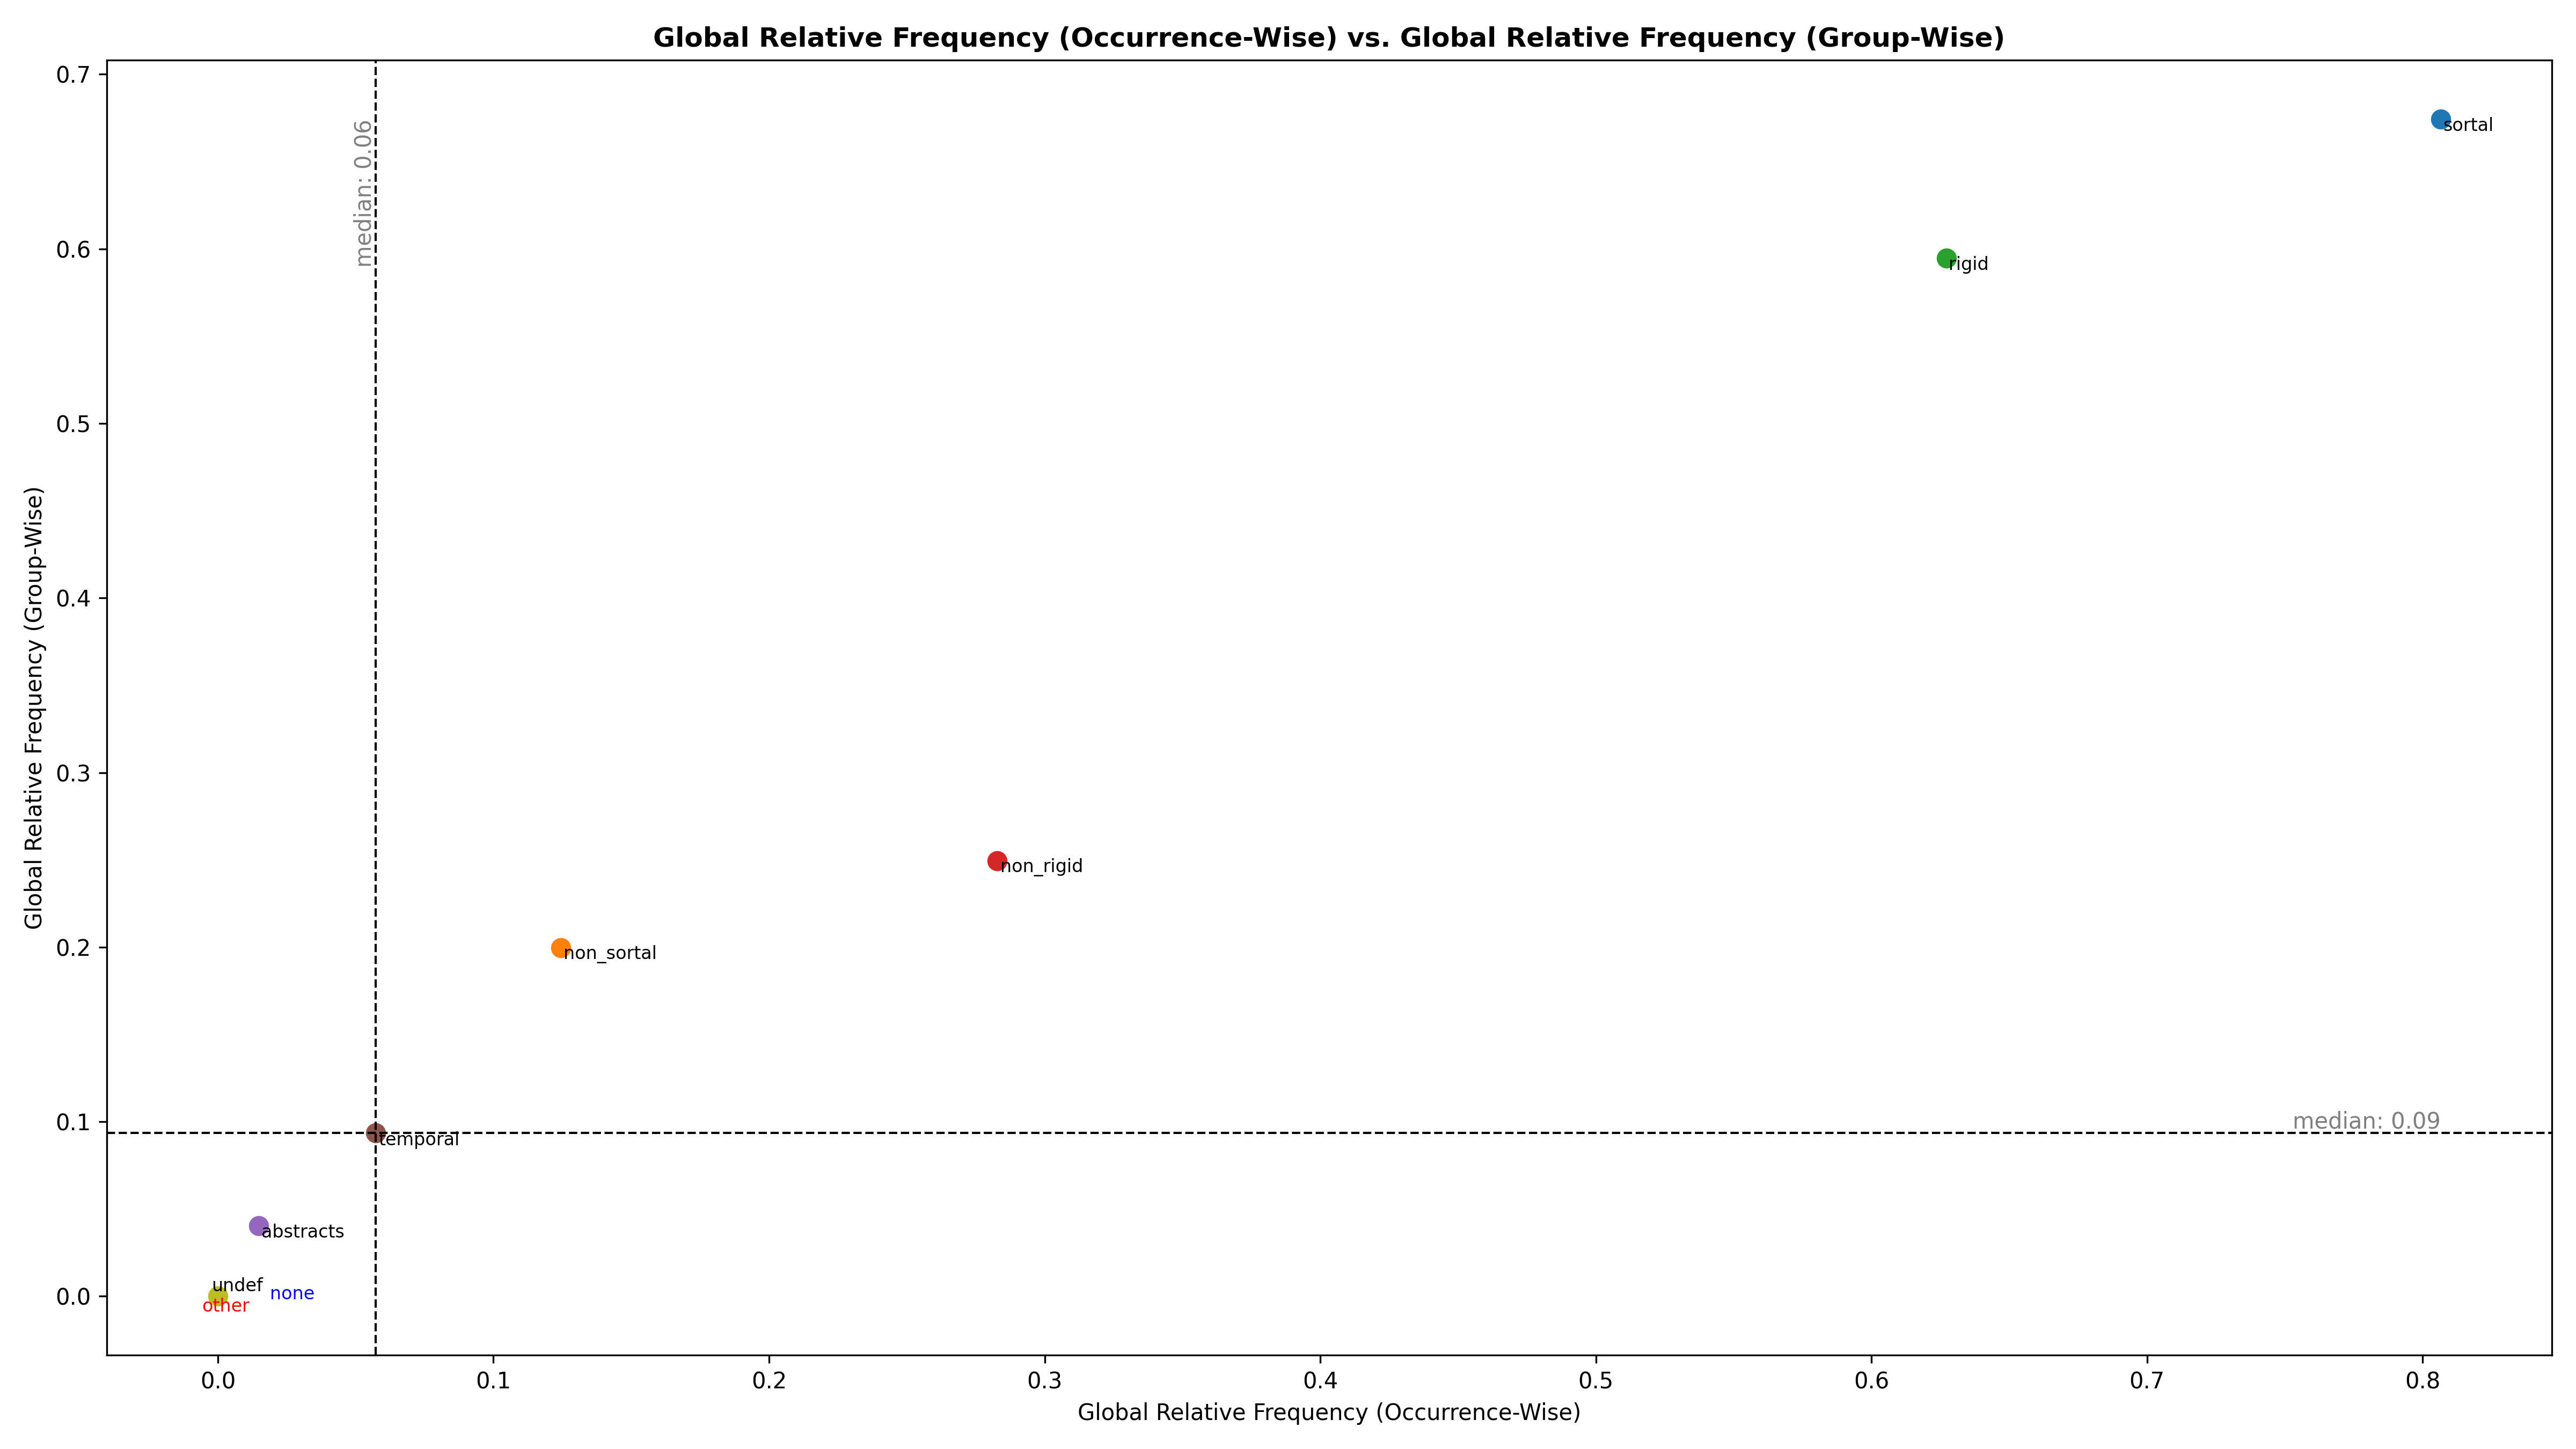 Global Relative Frequency (Occurrence-Wise) vs. Global Relative Frequency (Group-Wise)
Global Relative Frequency (Group-Wise)
0.7
0.6
0.5
0.4
0.3
0.2
0.1
0.0
median: 0.06
sortal
rigid
non_rigid
non_sortal
median: 0.09
temporal
abstracts
undef
none
other
0.0 0.1 0.2 0.3 0.4 0.5 0.6 0.7 0.8
Global Relative Frequency (Occurrence-Wise)